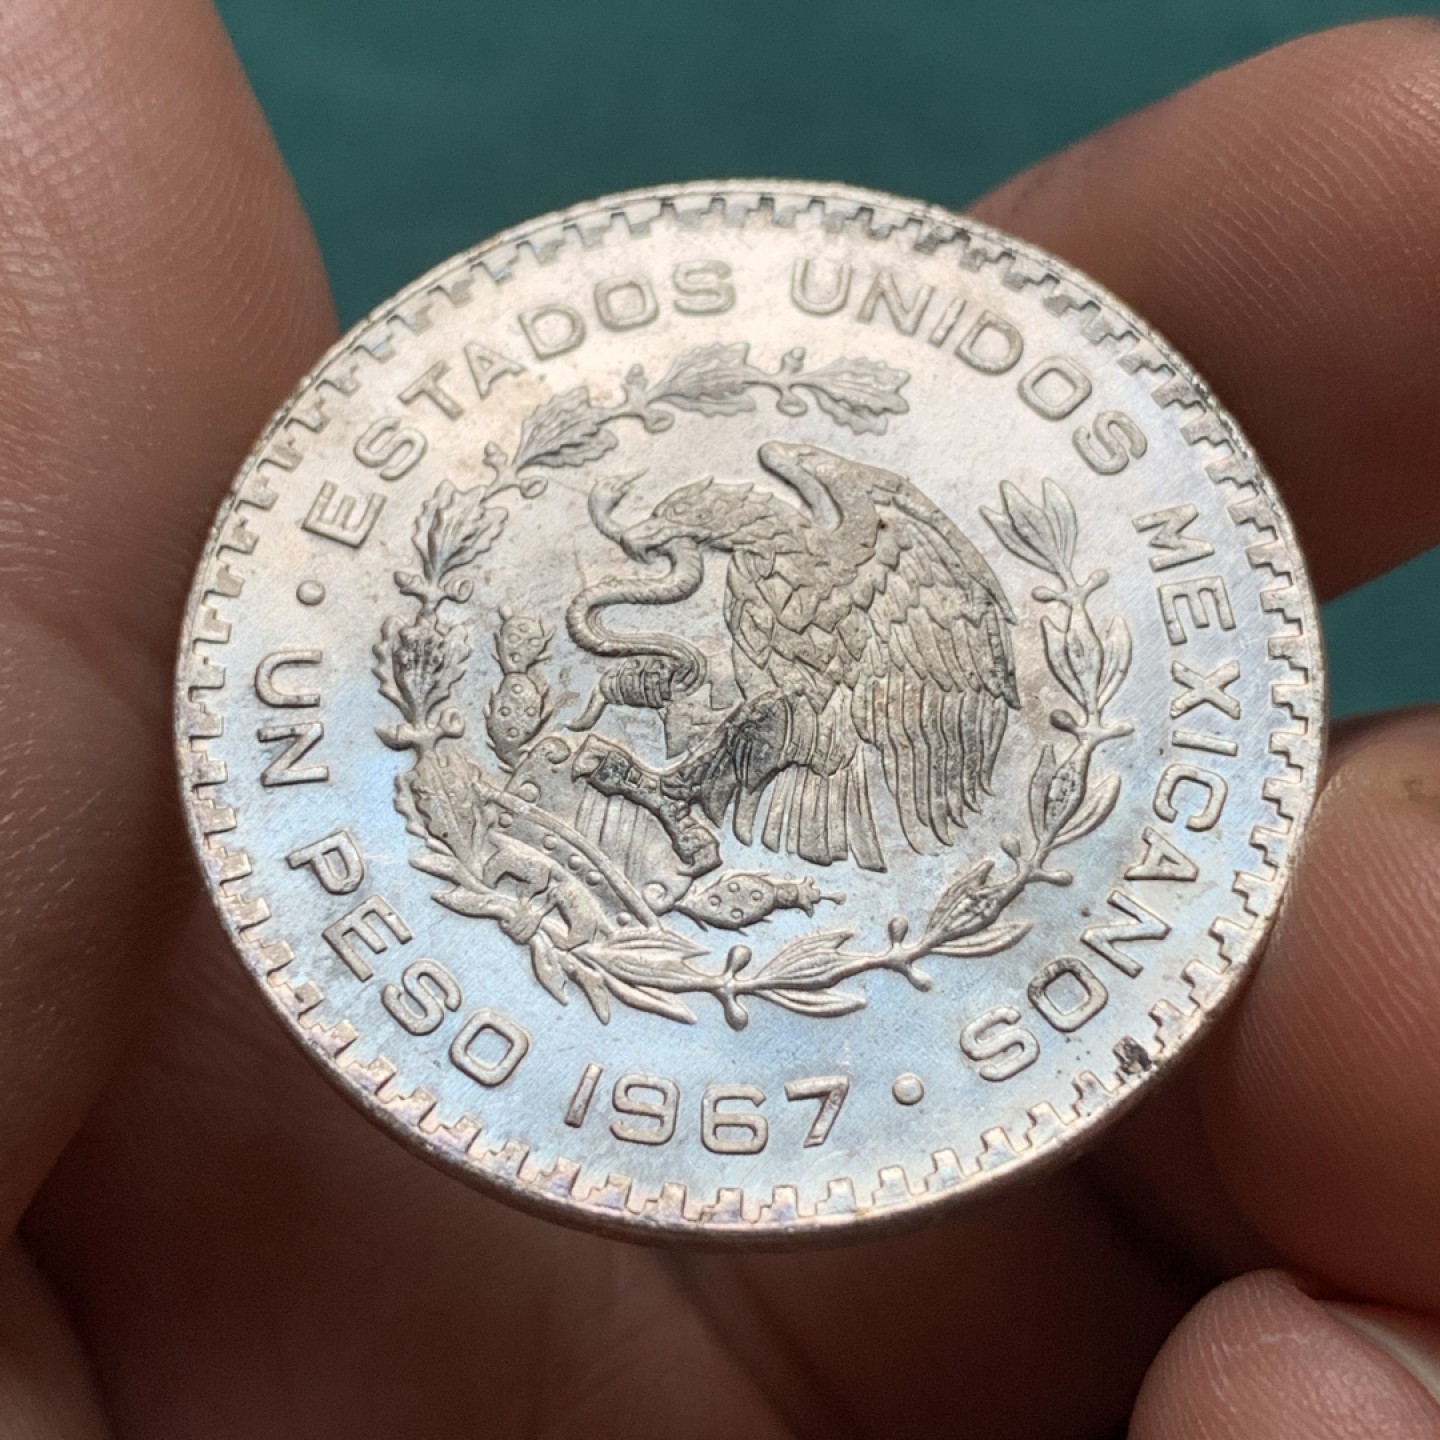 ESTADOS UNIDOS MEXICANOS
· UN PESO 1967 ·